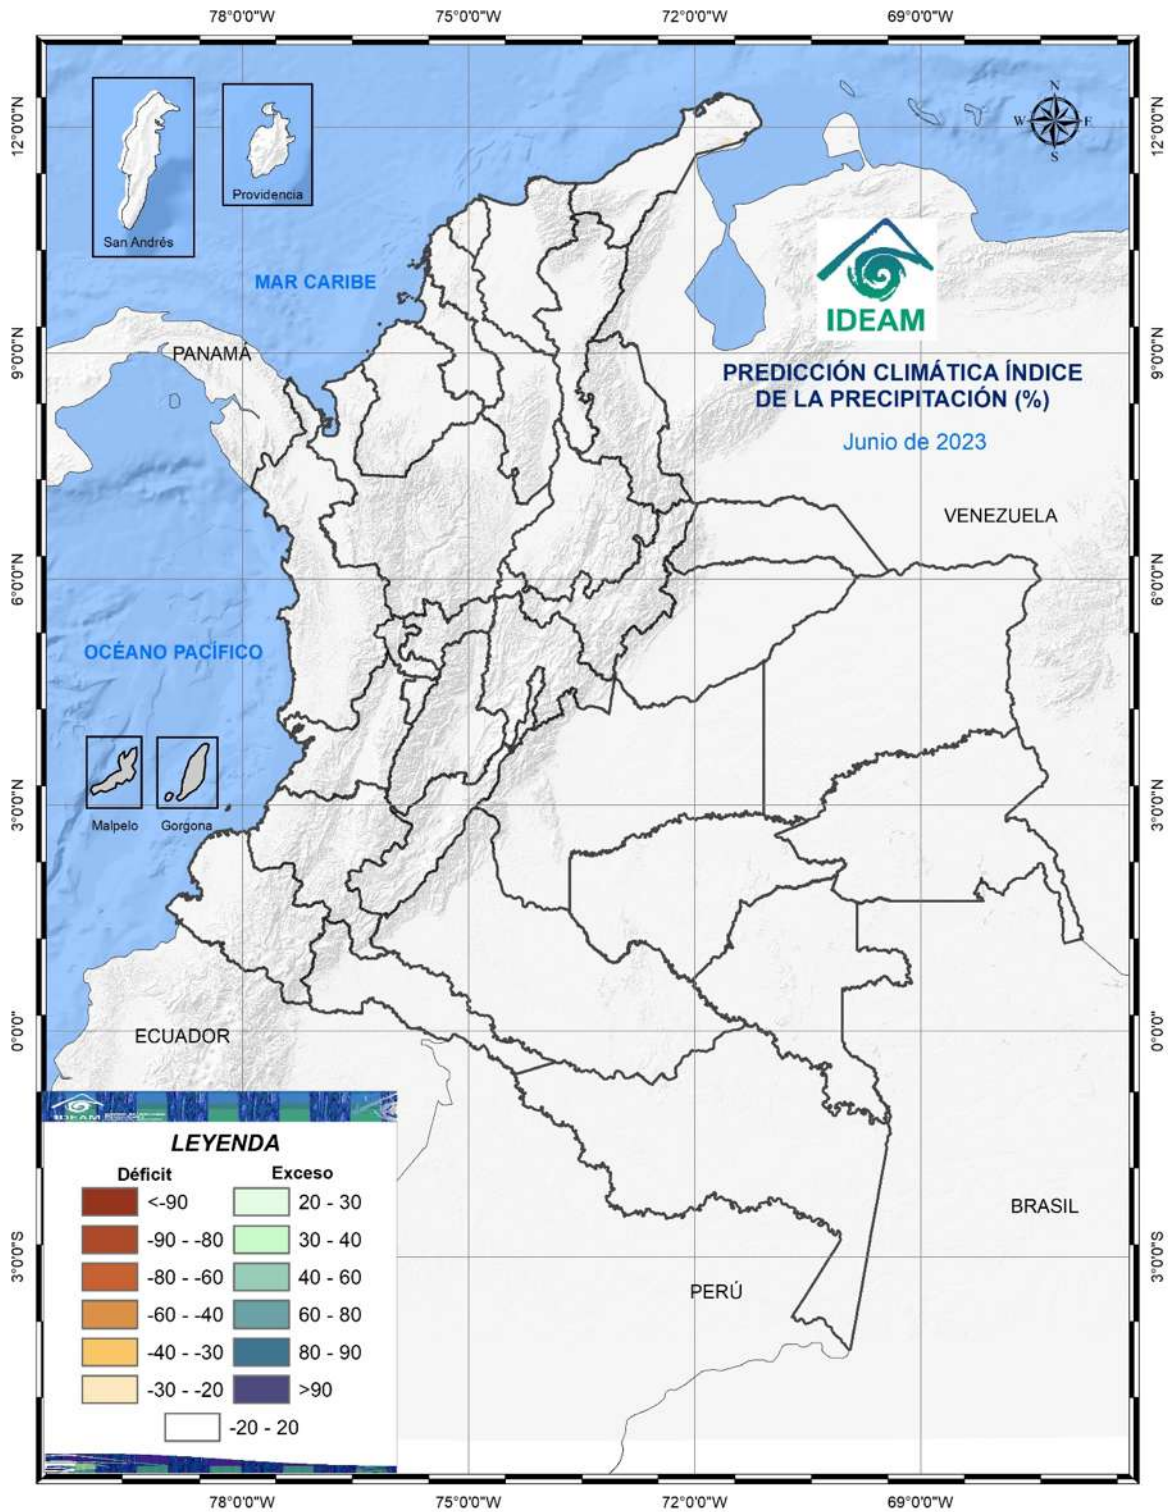 78°0'0"W
75°0'0"W
72°0'0"W
69°0'0"W
12°0'0"N
12°0'0"N
N
W
E
S
San Andrés
Providencia
MAR CARIBE
IDEAM
9°0'0"N
PANAMÁ
9°0'0"N
PREDICCIÓN CLIMÁTICA ÍNDICE
DE LA PRECIPITACIÓN (%)
Junio de 2023
VENEZUELA
6°0'0"N
6°0'0"N
OCÉANO PACÍFICO
3°0'0"N
3°0'0"N
Malpelo
Gorgona
0°0'0"
ECUADOR
0°0'0"
IDEAM
LEYENDA
Déficit
Exceso
<-90
20 - 30
-90 - -80
30 - 40
-80 - -60
40 - 60
-60 - -40
60 - 80
-40 - -30
80 - 90
-30 - -20
>90
-20 - 20
BRASIL
3°0'0"S
3°0'0"S
PERÚ
78°0'0"W
75°0'0"W
72°0'0"W
69°0'0"W